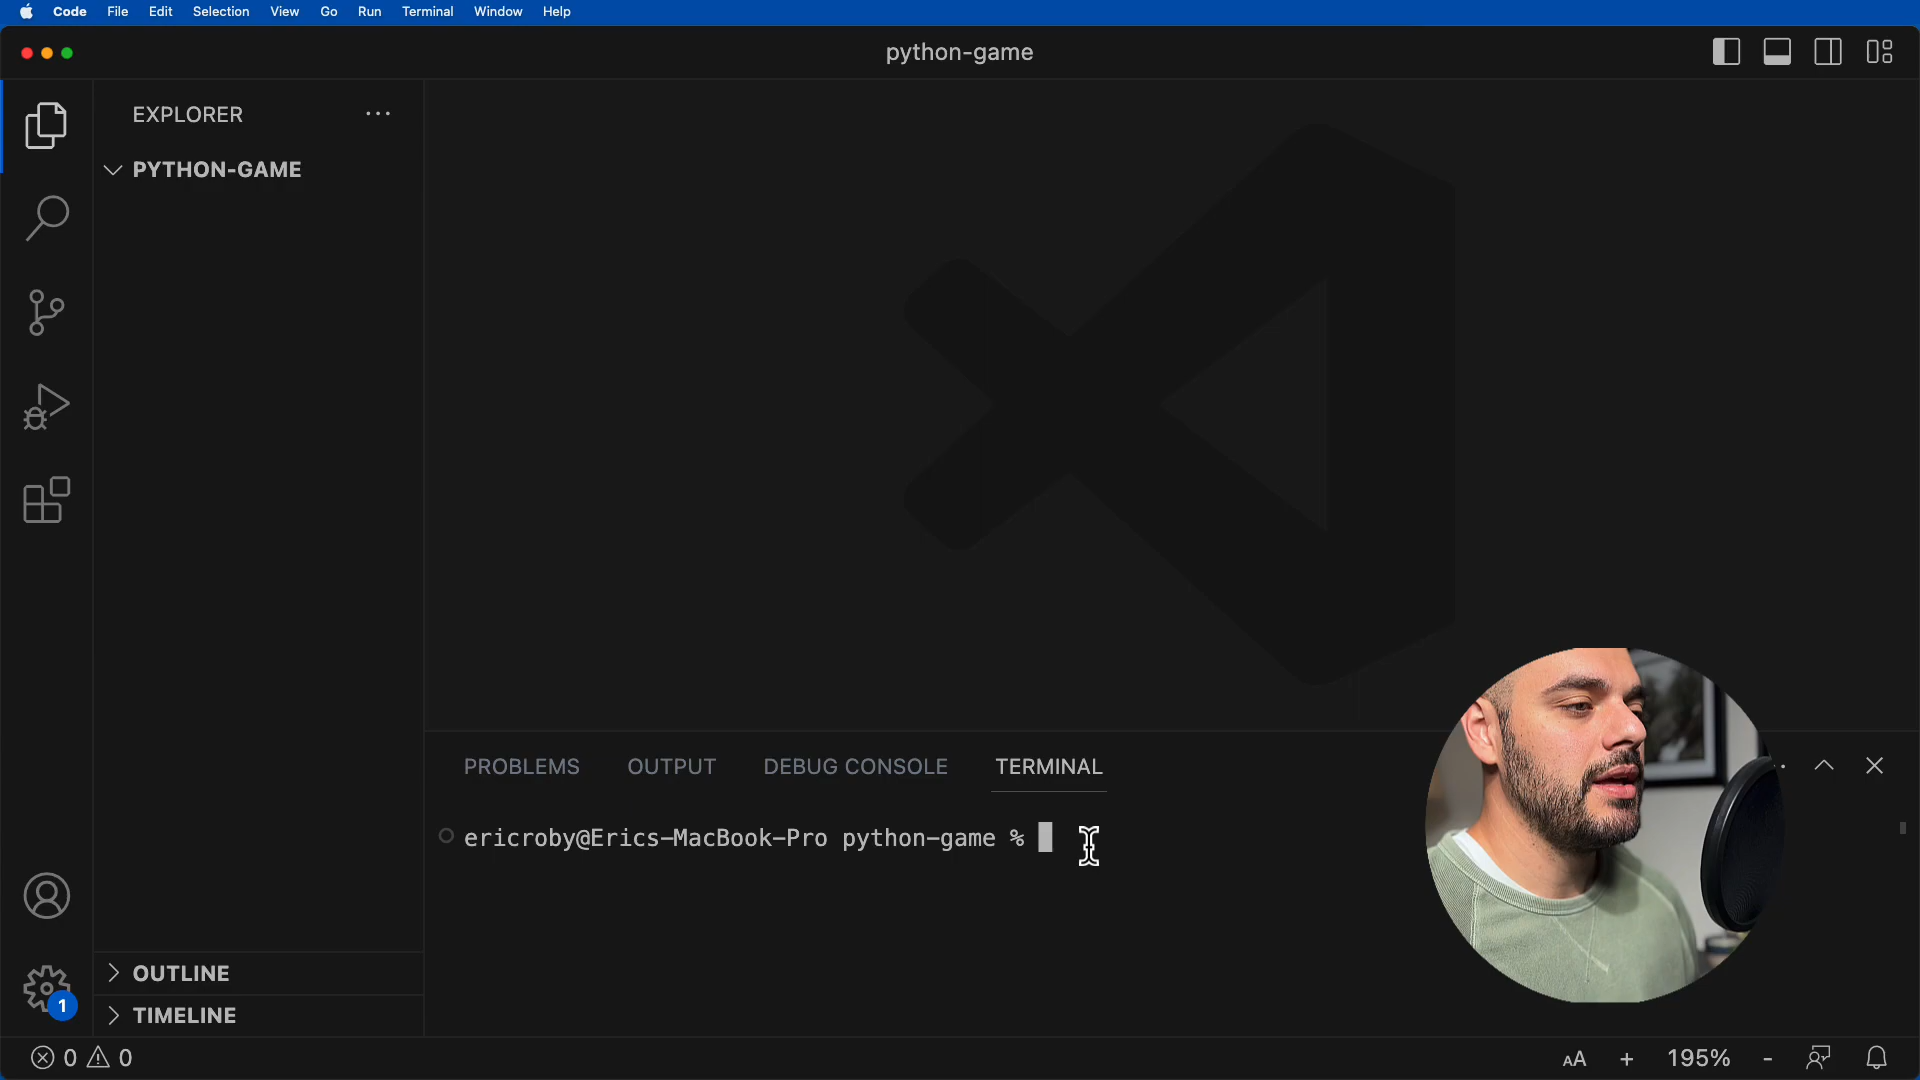 Code File Edit Selection View Go Run Terminal Window Help
python-game
EXPLORER
PYTHON-GAME
PROBLEMS OUTPUT DEBUG CONSOLE TERMINAL
ericroby@Erics-MacBook-Pro python-game %
OUTLINE
1
TIMELINE
0 0
AA + 195% -